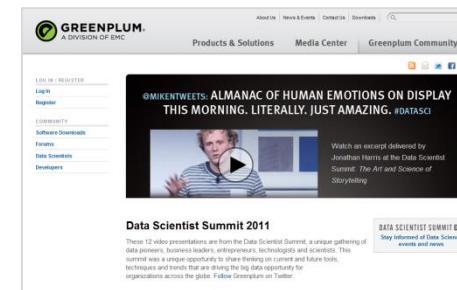 About Us | News & Events | Contact Us | Downloads
GREENPLUM.
A DIVISION OF EMC
Products & Solutions Media Center Greenplum Community
LOG IN / REGISTER
Log In
Register
COMMUNITY
Software Downloads
Forums
Data Scientists
Developers
@MIKENTWEETS: ALMANAC OF HUMAN EMOTIONS ON DISPLAY
THIS MORNING. LITERALLY. JUST AMAZING. #DATASCI
Watch an excerpt delivered by
Jonathan Harris at the Data Scientist
Summit: The Art and Science of
Storytelling
Data Scientist Summit 2011
These 12 video presentations are from the Data Scientist Summit, a unique gathering of
data pioneers, business leaders, entrepreneurs, technologists and scientists. This
summit was a unique opportunity to share thinking on current and future tools,
techniques and trends that are driving the big data opportunity for
organizations across the globe. Follow Greenplum on Twitter.
DATA SCIENTIST SUMMIT
Stay informed of Data Scien
events and news